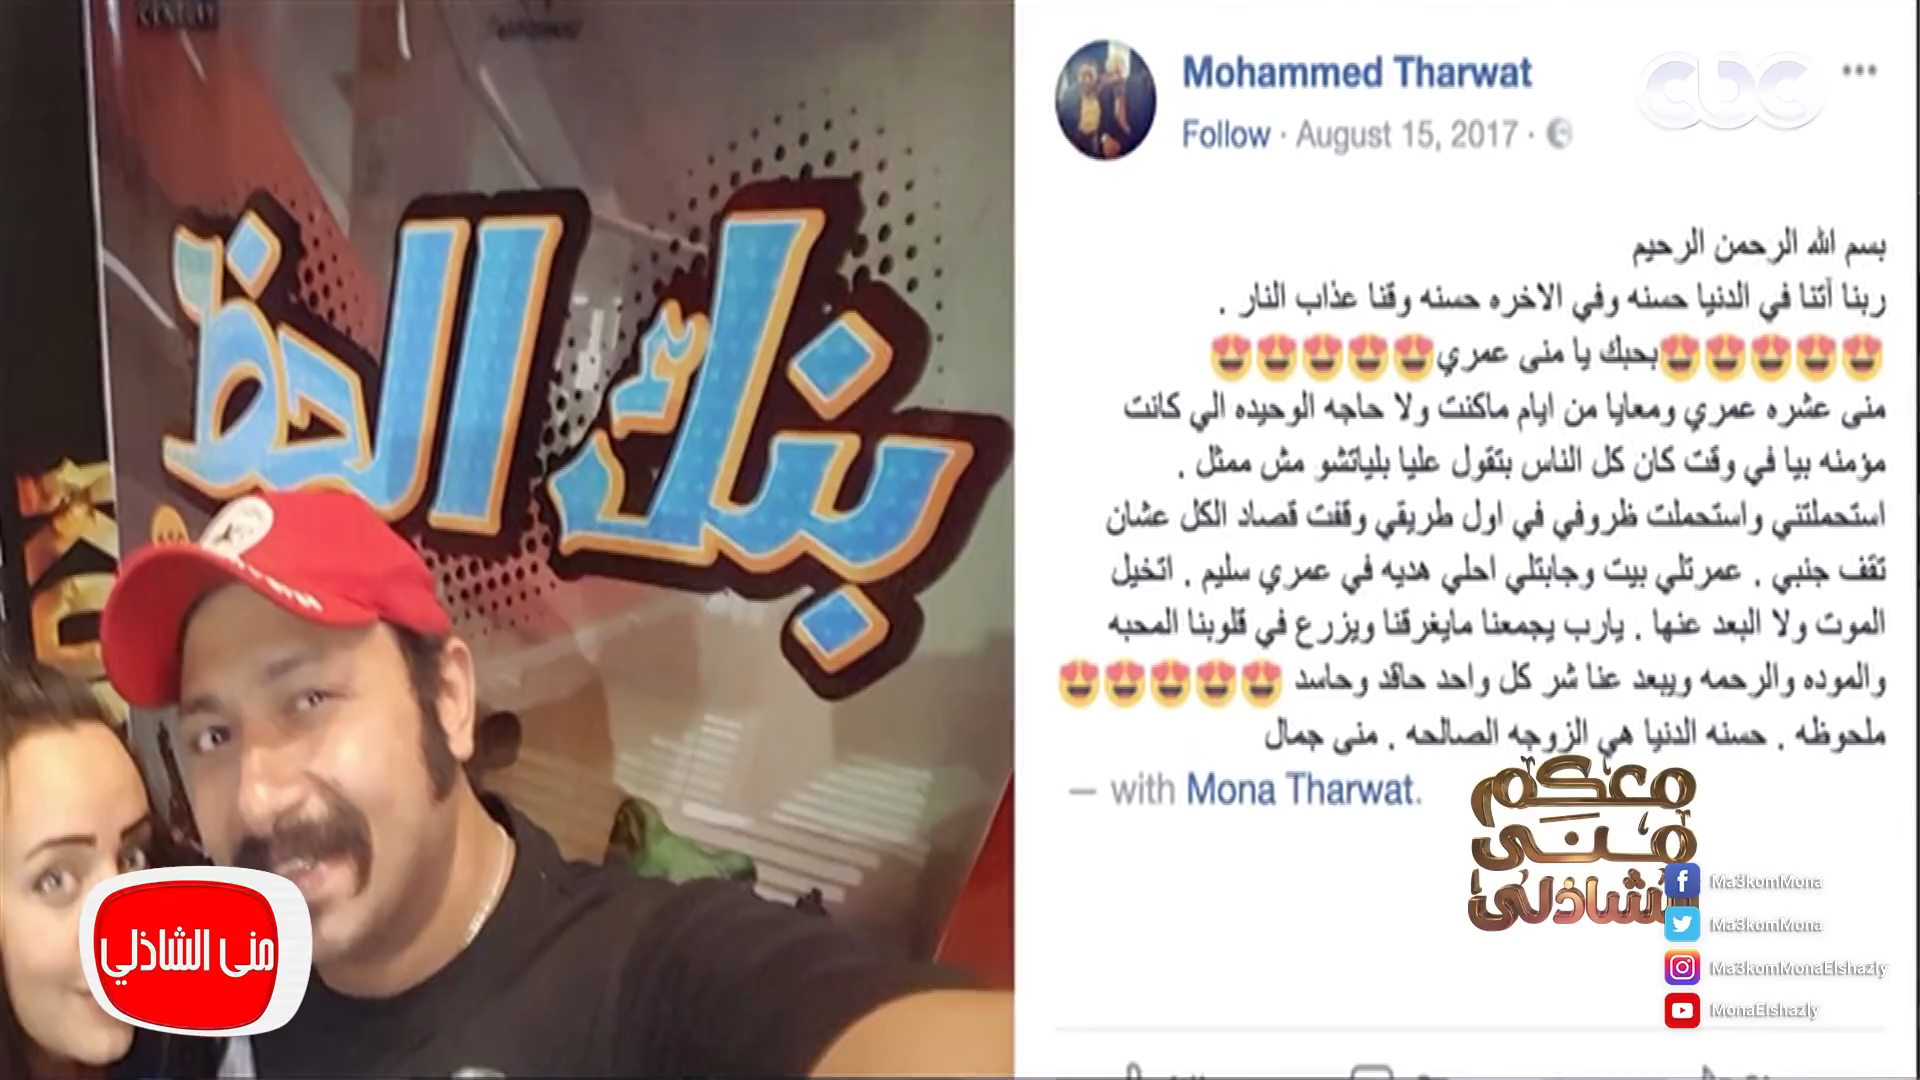 بنك الحظ
منى الشاذلي
Mohammed Tharwat
cbc
Follow · August 15, 2017 ·
بسم الله الرحمن الرحيم
ربنا آتنا في الدنيا حسنه وفي الاخره حسنه وقنا عذاب النار .
😍😍😍😍😍بحبك يا منى عمري😍😍😍😍😍
منى عشره عمري ومعايا من ايام ماكنت ولا حاجه الوحيده الي كانت
مؤمنه بيا في وقت كان كل الناس بتقول عليا بلياتشو مش ممثل .
استحملتني واستحملت ظروفي في اول طريقي وقفت قصاد الكل عشان
تقف جنبي . عمرتلي بيت وجابتلي احلي هديه في عمري سليم . اتخيل
الموت ولا البعد عنها . يارب يجمعنا مايفرقنا ويزرع في قلوبنا المحبه
والموده والرحمه ويبعد عنا شر كل واحد حاقد وحاسد 😍😍😍😍😍
ملحوظه . حسنه الدنيا هي الزوجه الصالحه . منى جمال
— with Mona Tharwat.
معكم
منى
الشاذلي
Ma3komMona
Ma3komMona
Ma3komMonaElshazly
MonaElshazly